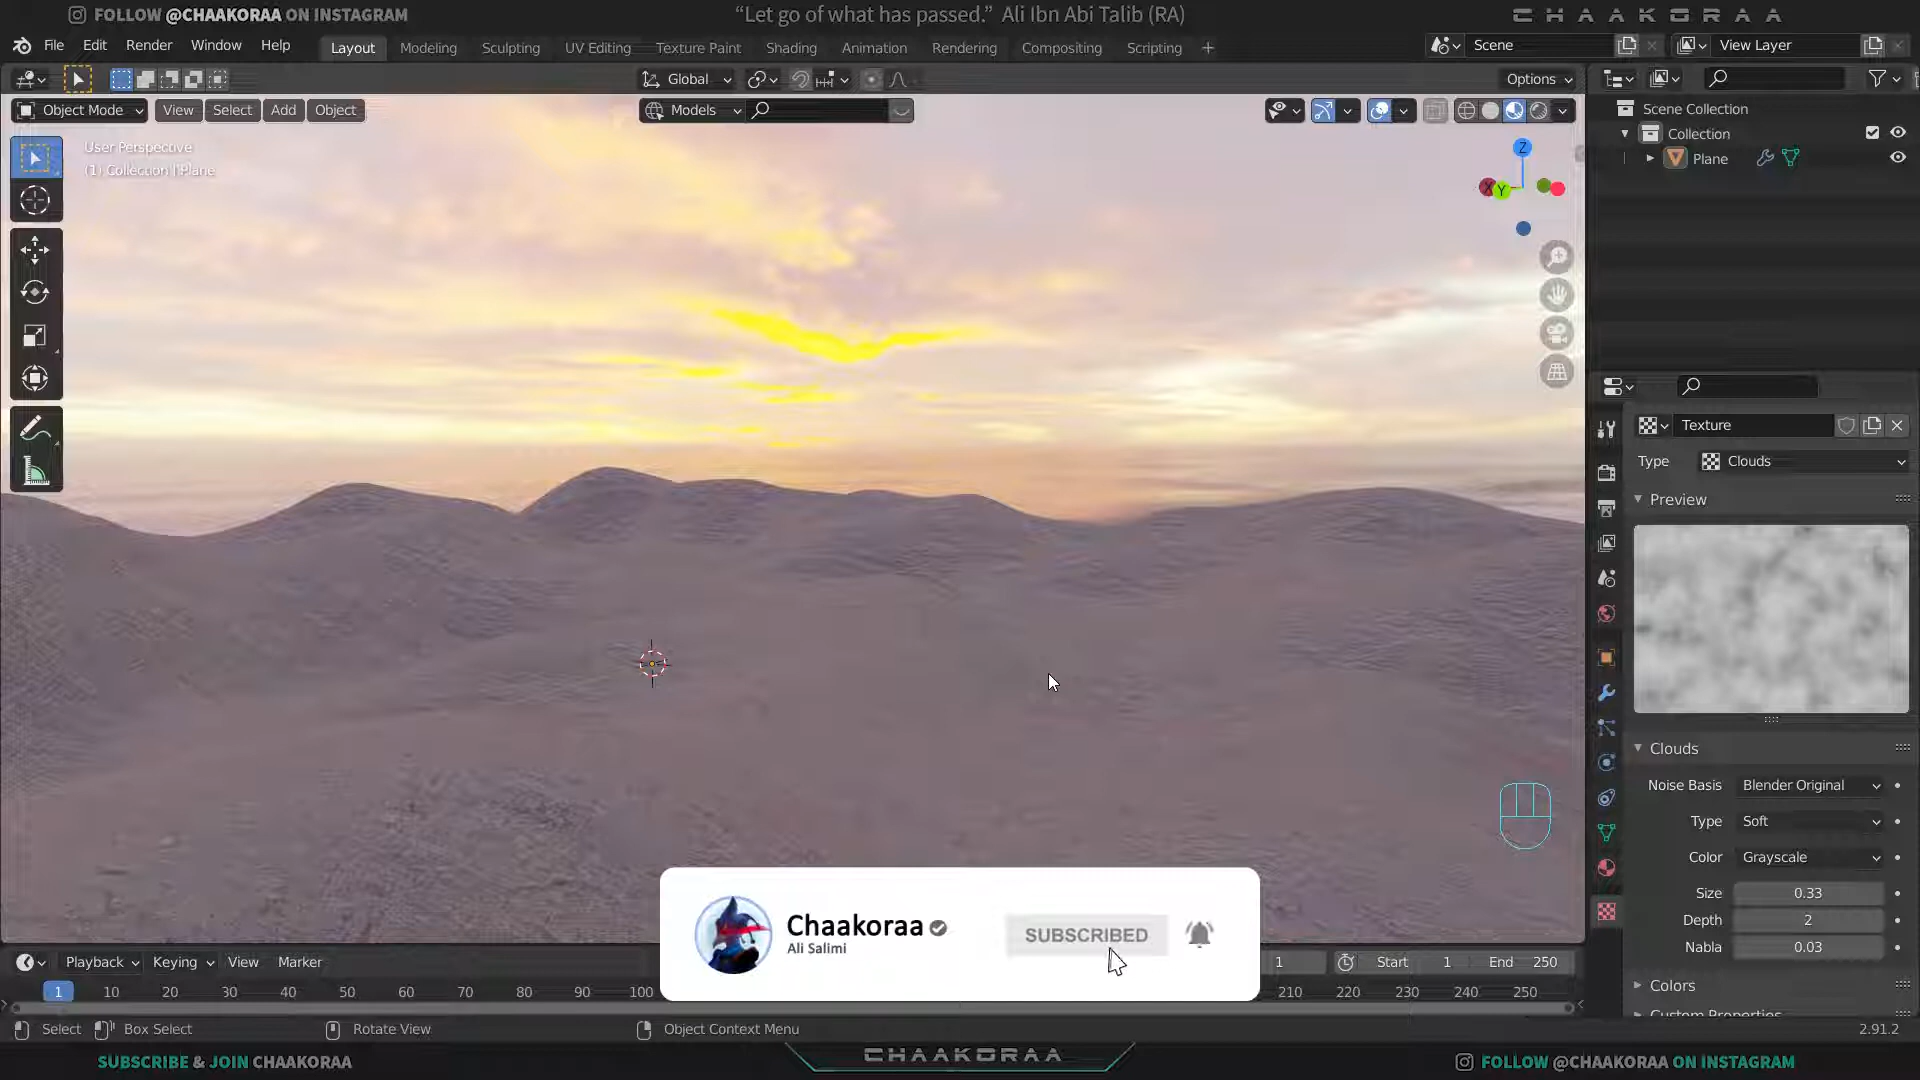 FOLLOW @CHAAKORAA ON INSTAGRAM
“Let go of what has passed.” Ali Ibn Abi Talib (RA)
CHAAKORAA
File Edit Render Window Help
Layout Modeling Sculpting UV Editing Texture Paint Shading Animation Rendering Compositing Scripting +
Scene
View Layer
Global
Options
Object Mode
View Select Add Object
Models
Scene Collection
Collection
Plane
User Perspective
(1) Collection | Plane
Z
X
Y
Texture
Type Clouds
Preview
Clouds
Noise Basis Blender Original
Type Soft
Color Grayscale
Size 0.33
Depth 2
Nabla 0.03
Colors
Custom Properties
Chaakoraa
Ali Salimi
SUBSCRIBED
Playback Keying View Marker
1
Start 1 End 250
1 10 20 30 40 50 60 70 80 90 100 210 220 230 240 250
Select Box Select Rotate View Object Context Menu
2.91.2
SUBSCRIBE & JOIN CHAAKORAA
CHAAKORAA
FOLLOW @CHAAKORAA ON INSTAGRAM